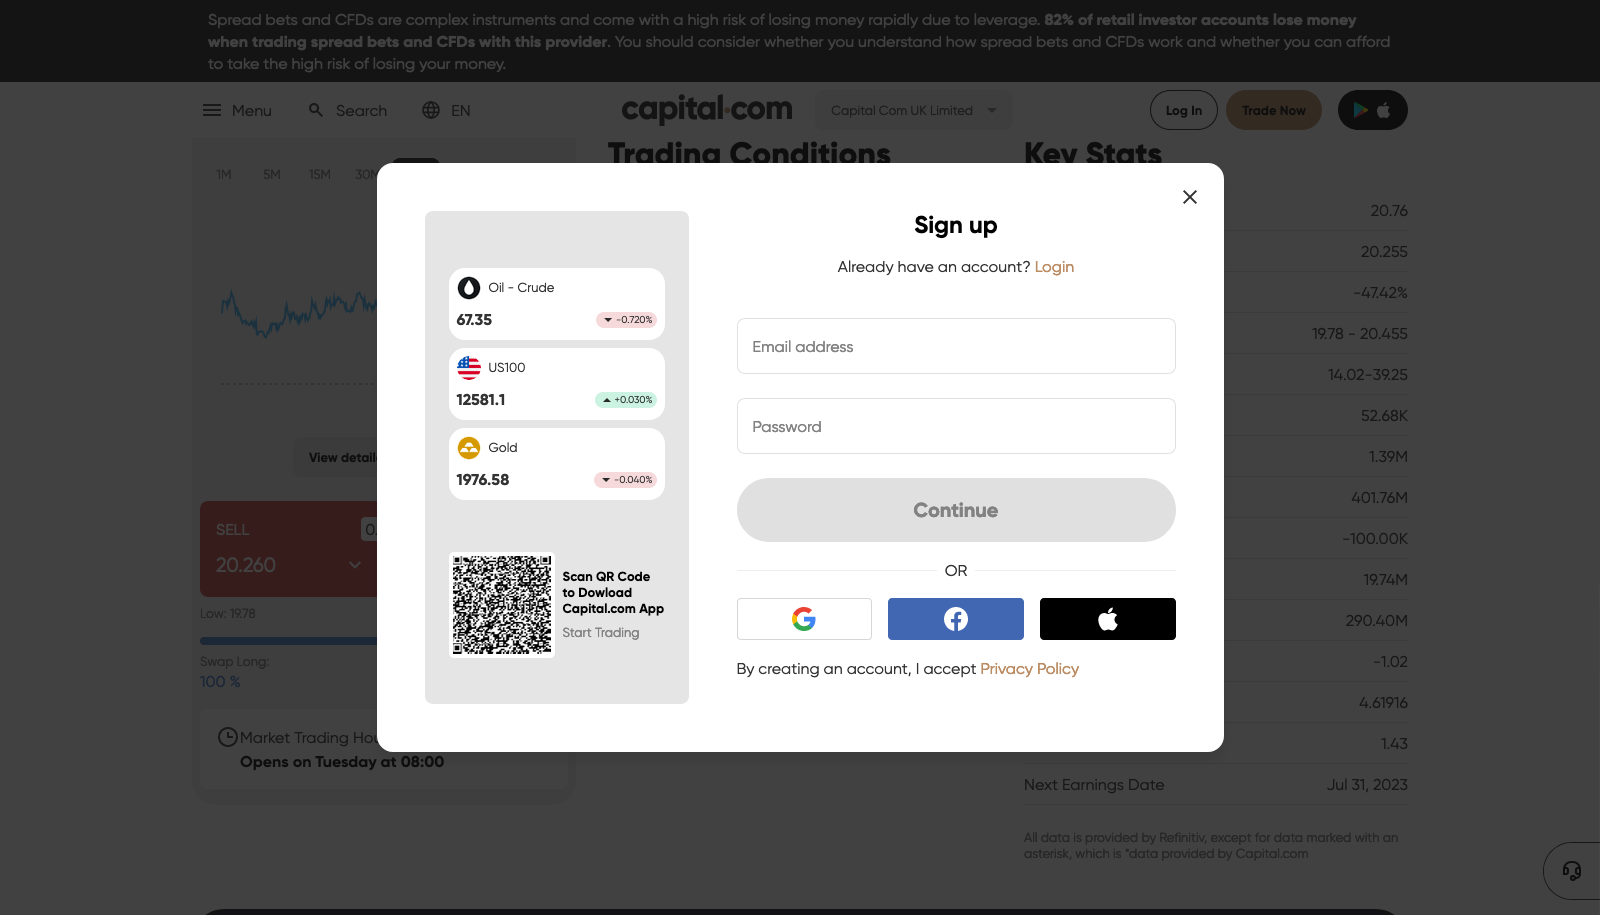 Spread bets and CFDs are complex instruments and come with a high risk of losing money rapidly due to leverage. 82% of retail investor accounts lose money
when trading spread bets and CFDs with this provider. You should consider whether you understand how spread bets and CFDs work and whether you can afford
to take the high risk of losing your money.
Menu
Search
EN
capital.com
Capital Com UK Limited
Log In
Trade Now
Trading Conditions
Key Stats
1M
5M
15M
30M
View details
SELL
20.260
Low: 19.78
Swap Long:
100 %
Market Trading
Opens on Tuesday at 08:00
Oil - Crude
67.35
-0.720%
US100
12581.1
+0.030%
Gold
1976.58
-0.040%
Scan QR Code
to Dowload
Capital.com App
Start Trading
Sign up
Already have an account? Login
Email address
Password
Continue
OR
By creating an account, I accept Privacy Policy
20.76
20.255
-47.42%
19.78 - 20.455
14.02-39.25
52.68K
1.39M
401.76M
-100.00K
19.74M
290.40M
-1.02
4.61916
1.43
Next Earnings Date
Jul 31, 2023
All data is provided by Refinitiv, except for data marked with an
asterisk, which is *data provided by Capital.com